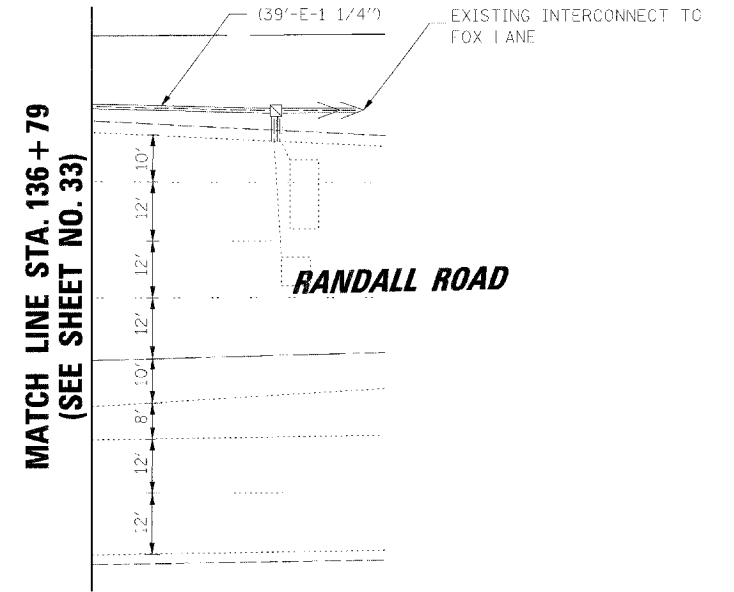 (39'-E-1 1/4")
EXISTING INTERCONNECT TO
FOX LANE
MATCH LINE STA. 136 + 79
(SEE SHEET NO. 33)
10'
12'
12'
RANDALL ROAD
12'
10'
8'
12'
12'